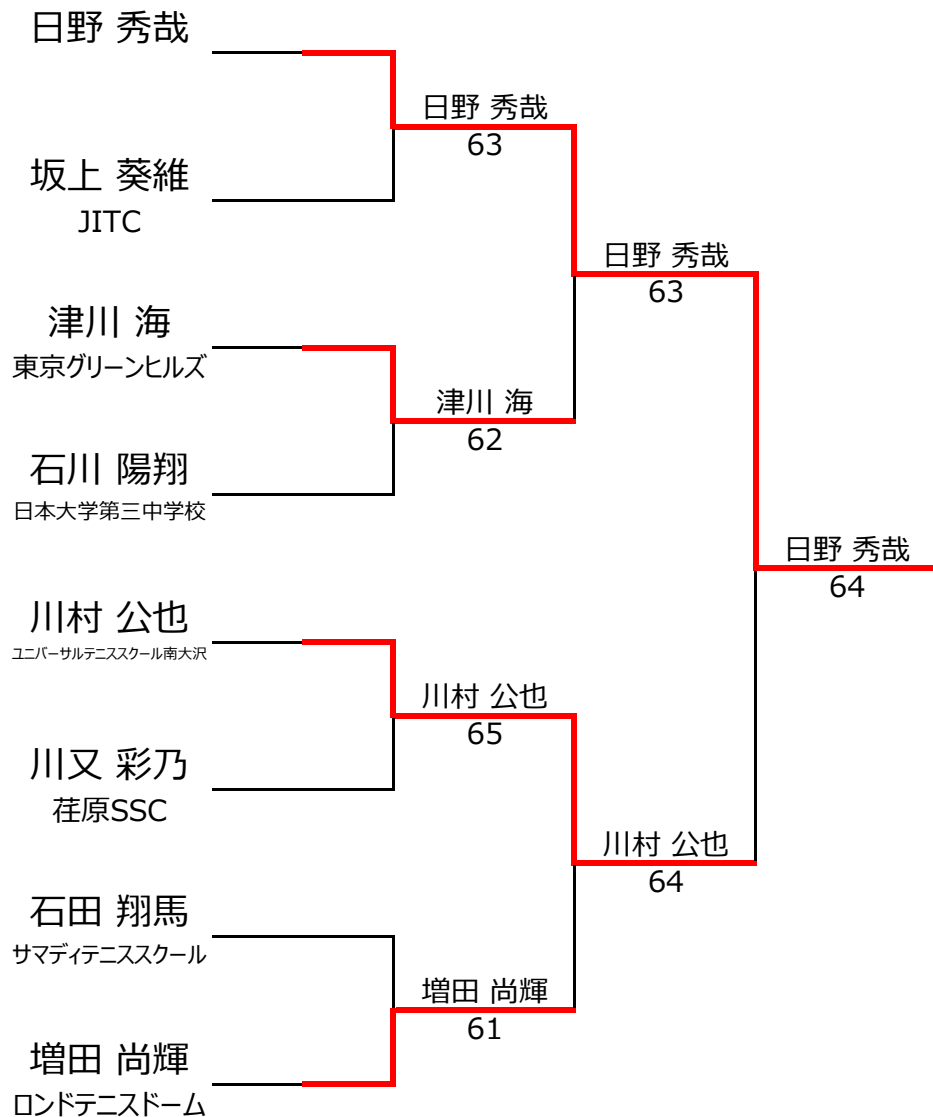 日野 秀哉
坂上 葵維
JITC
津川 海
東京グリーンヒルズ
石川 陽翔
日本大学第三中学校
川村 公也
ユニバーサルテニススクール南大沢
川又 彩乃
荏原SSC
石田 翔馬
サマディテニススクール
増田 尚輝
ロンドテニスドーム
日野 秀哉
63
津川 海
62
川村 公也
65
増田 尚輝
61
日野 秀哉
63
川村 公也
64
日野 秀哉
64